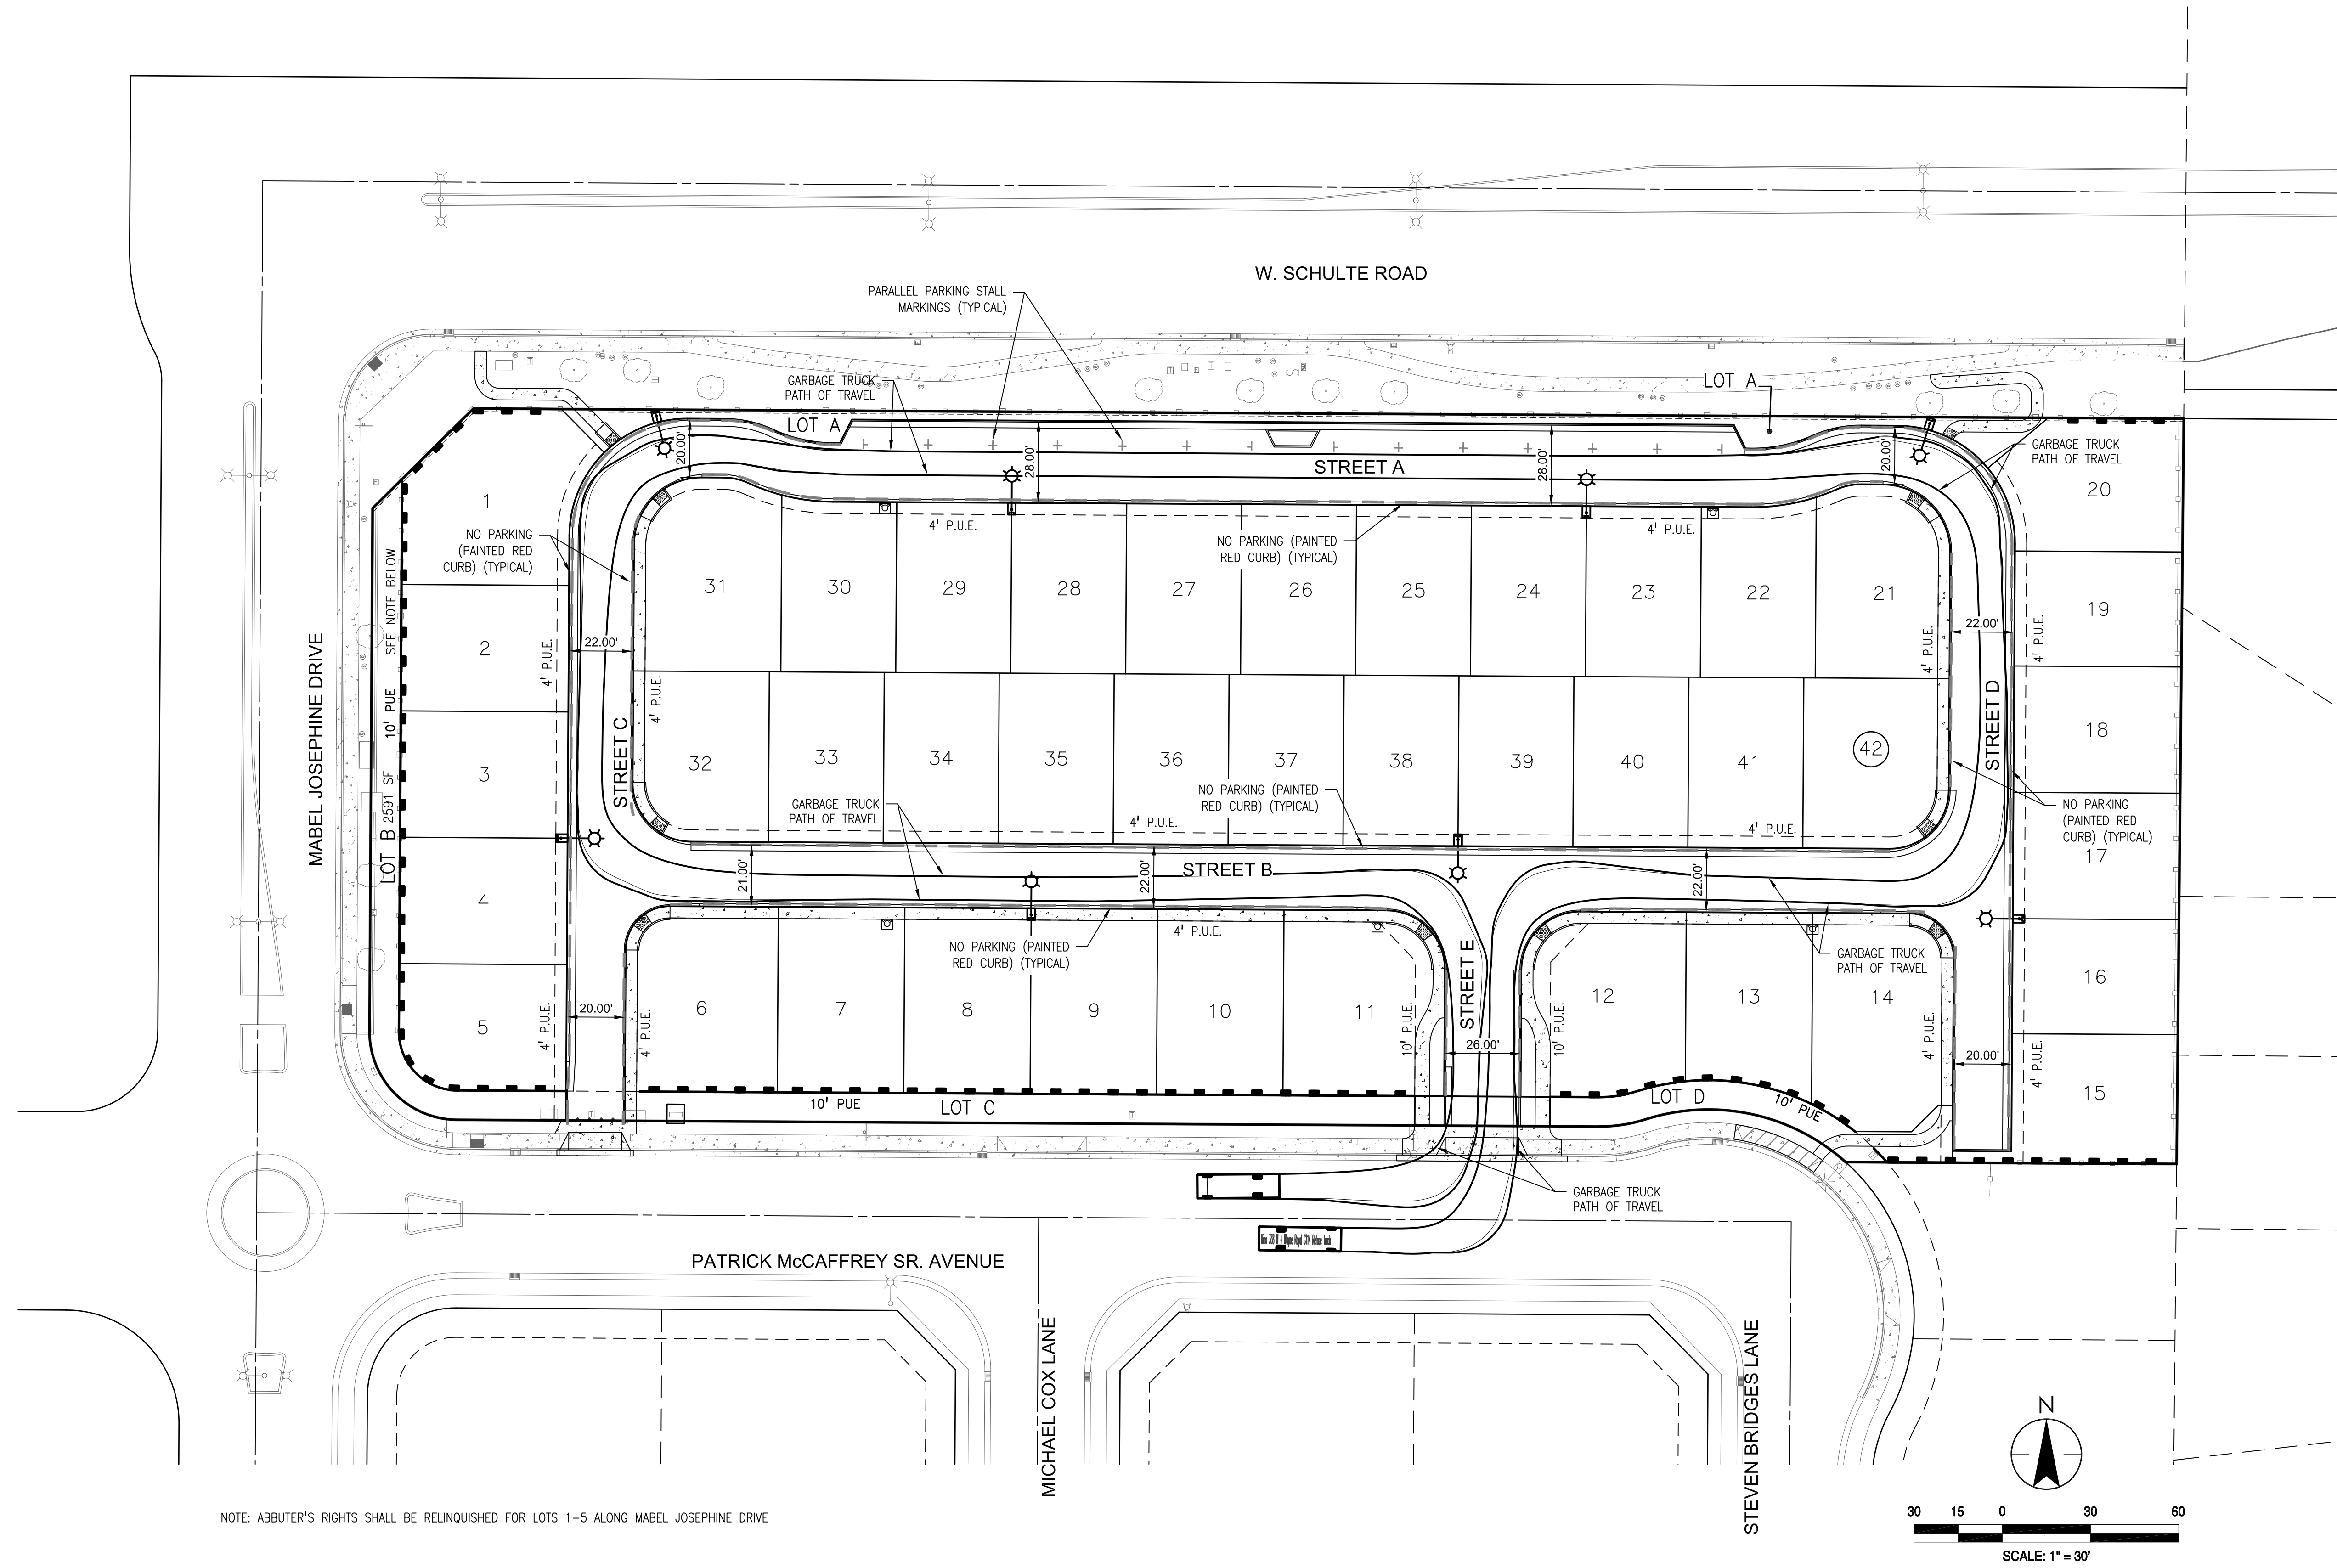 W. SCHULTE ROAD
PARALLEL PARKING STALL
MARKINGS (TYPICAL)
GARBAGE TRUCK
PATH OF TRAVEL
LOT A
LOT A
20.00'
28.00'
28.00'
20.00'
STREET A
GARBAGE TRUCK
PATH OF TRAVEL
1
20
NO PARKING
(PAINTED RED
CURB) (TYPICAL)
4' P.U.E.
NO PARKING (PAINTED
RED CURB) (TYPICAL)
4' P.U.E.
31
30
29
28
27
26
25
24
23
22
21
19
MABEL JOSEPHINE DRIVE
LOT B 2591 SF 10' PUE SEE NOTE BELOW
2
4' P.U.E.
22.00'
4' P.U.E.
22.00'
4' P.U.E.
4' P.U.E.
STREET C
STREET D
3
32
33
34
35
36
37
38
39
40
41
42
18
NO PARKING (PAINTED
RED CURB) (TYPICAL)
GARBAGE TRUCK
PATH OF TRAVEL
4' P.U.E.
4' P.U.E.
NO PARKING
(PAINTED RED
CURB) (TYPICAL)
17
4
21.00'
22.00'
STREET B
22.00'
4' P.U.E.
NO PARKING (PAINTED
RED CURB) (TYPICAL)
GARBAGE TRUCK
PATH OF TRAVEL
STREET E
16
5
4' P.U.E.
20.00'
4' P.U.E.
6
7
8
9
10
11
10' P.U.E.
26.00'
10' P.U.E.
12
13
14
4' P.U.E.
20.00'
4' P.U.E.
15
10' PUE
LOT C
LOT D
10' PUE
GARBAGE TRUCK
PATH OF TRAVEL
PATRICK McCAFFREY SR. AVENUE
MICHAEL COX LANE
STEVEN BRIDGES LANE
N
30 15 0 30 60
SCALE: 1" = 30'
NOTE: ABBUTER'S RIGHTS SHALL BE RELINQUISHED FOR LOTS 1-5 ALONG MABEL JOSEPHINE DRIVE